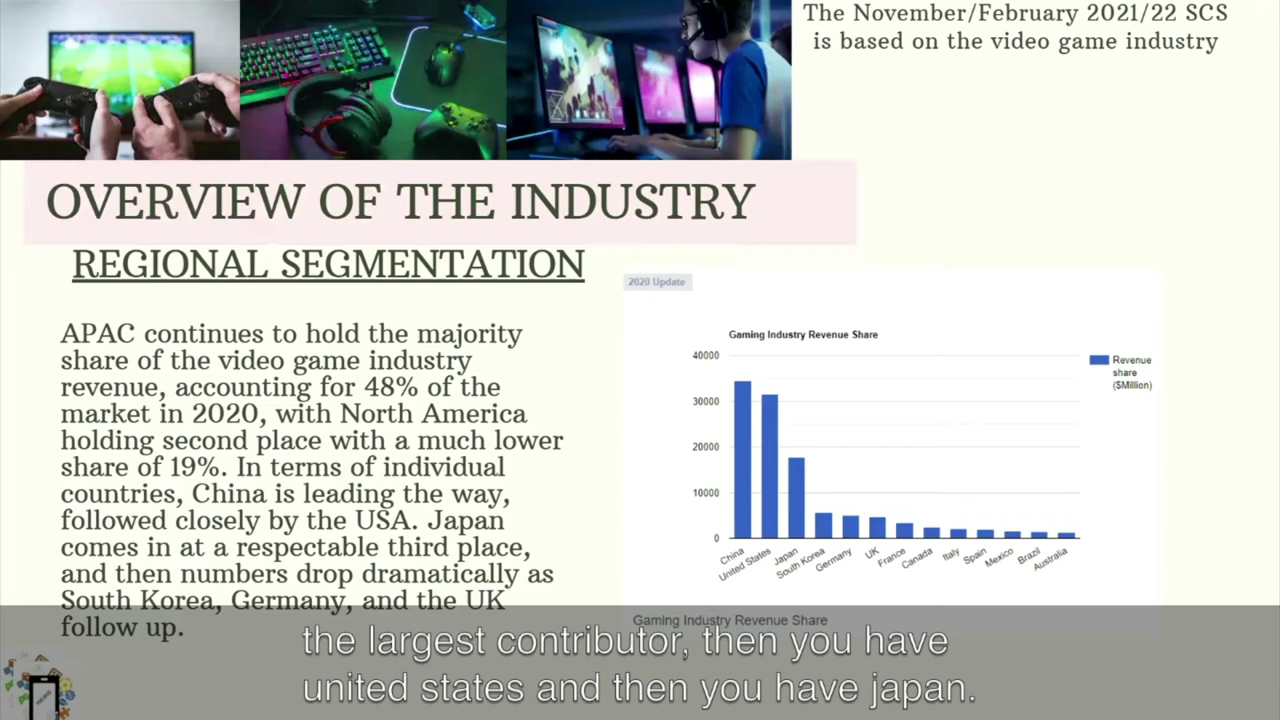 The November/February 2021/22 SCS
is based on the video game industry
OVERVIEW OF THE INDUSTRY
REGIONAL SEGMENTATION
APAC continues to hold the majority
share of the video game industry
revenue, accounting for 48% of the
market in 2020, with North America
holding second place with a much lower
share of 19%. In terms of individual
countries, China is leading the way,
followed closely by the USA. Japan
comes in at a respectable third place,
and then numbers drop dramatically as
South Korea, Germany, and the UK
follow up.
2020 Update
Gaming Industry Revenue Share
40000
30000
20000
10000
0
China
United States
Japan
South Korea
Germany
UK
France
Canada
Italy
Spain
Mexico
Brazil
Australia
Revenue
share
($Million)
Gaming Industry Revenue Share
the largest contributor, then you have
united states and then you have japan.